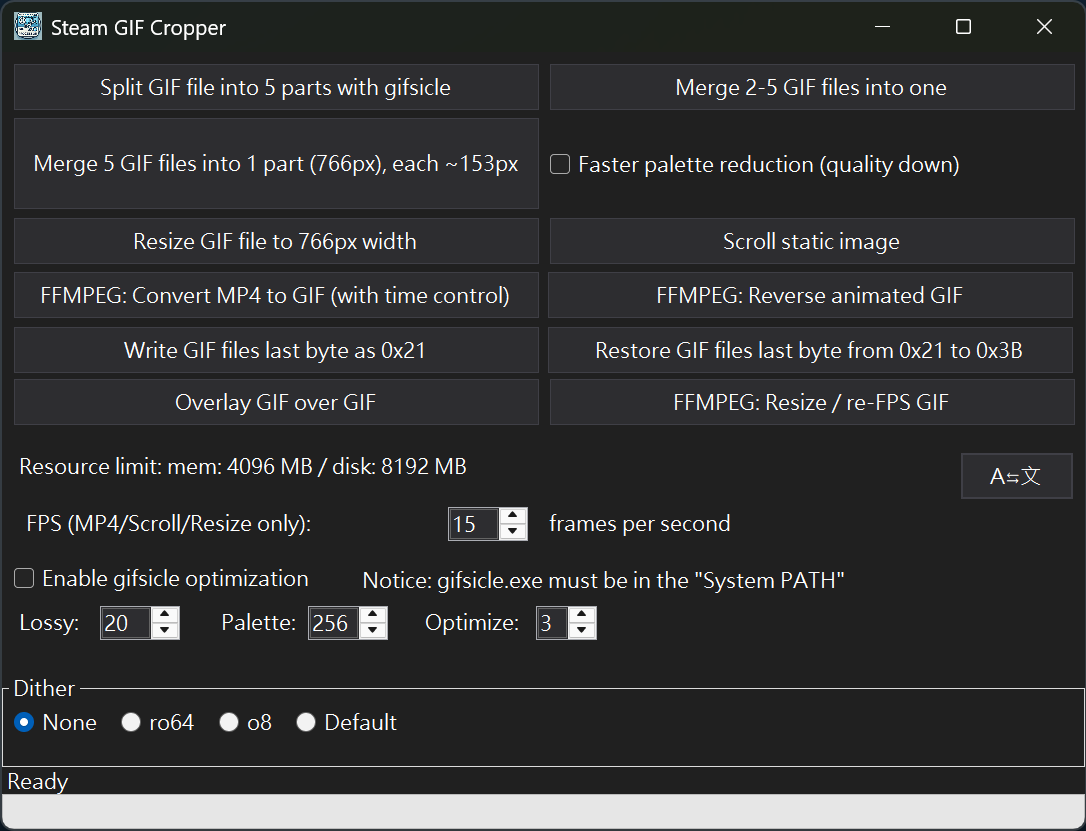 Steam GIF Cropper
Split GIF file into 5 parts with gifsicle
Merge 2-5 GIF files into one
Merge 5 GIF files into 1 part (766px), each ~153px
Faster palette reduction (quality down)
Resize GIF file to 766px width
Scroll static image
FFMPEG: Convert MP4 to GIF (with time control)
FFMPEG: Reverse animated GIF
Write GIF files last byte as 0x21
Restore GIF files last byte from 0x21 to 0x3B
Overlay GIF over GIF
FFMPEG: Resize / re-FPS GIF
Resource limit: mem: 4096 MB / disk: 8192 MB
A⇆文
FPS (MP4/Scroll/Resize only): 15 frames per second
Enable gifsicle optimization
Notice: gifsicle.exe must be in the "System PATH"
Lossy: 20 Palette: 256 Optimize: 3
Dither
None ro64 o8 Default
Ready